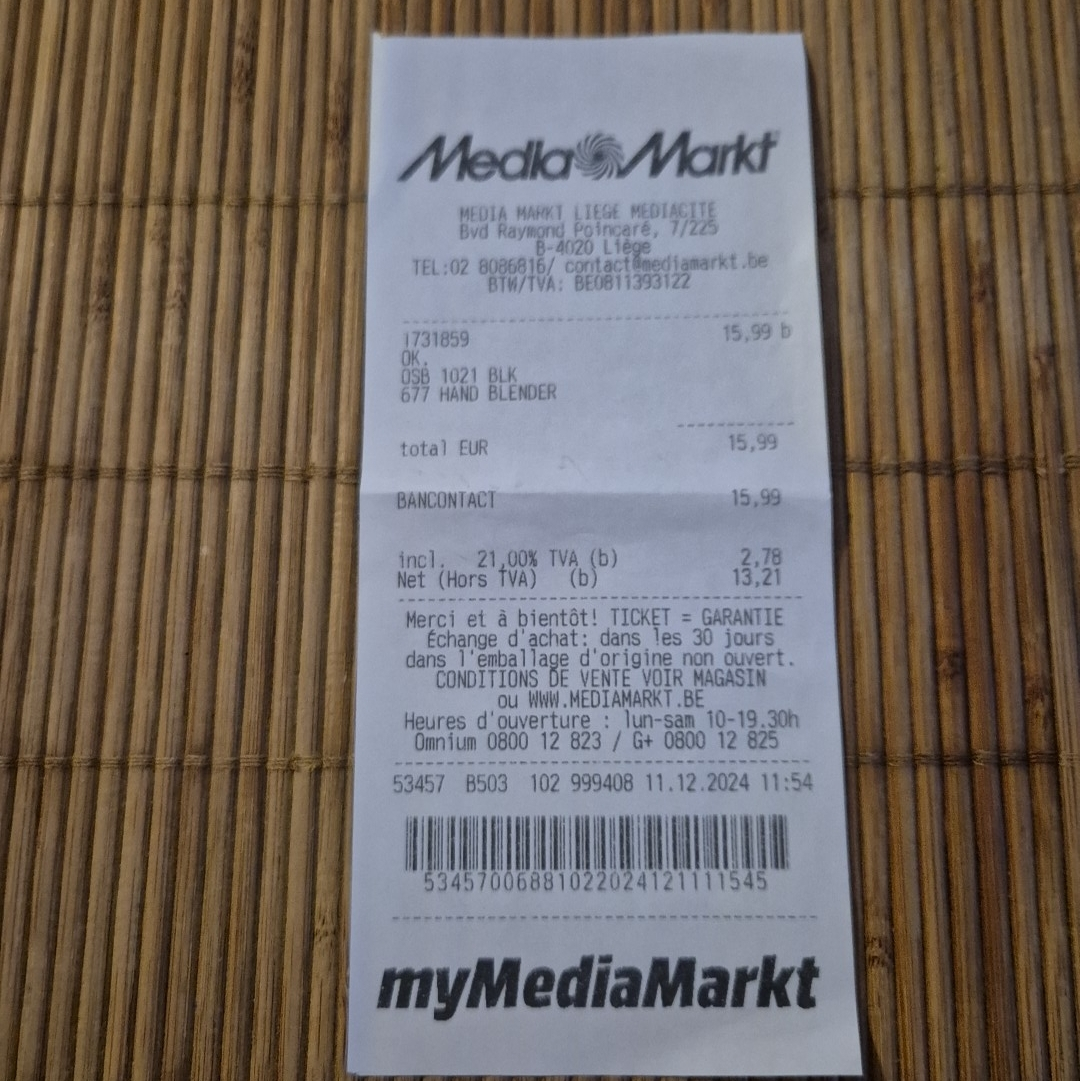 Media Markt
MEDIA MARKT LIEGE MEDIACITE
Bvd Raymond Poincaré, 7/225
B-4020 Liège
TEL:02 8086816/ contact@mediamarkt.be
BTW/TVA: BE0811393122
1731859 15,99 b
OK.
OSB 1021 BLK
677 HAND BLENDER
total EUR 15,99
BANCONTACT 15,99
incl. 21,00% TVA (b) 2,78
Net (Hors TVA) (b) 13,21
Merci et à bientôt! TICKET = GARANTIE
Échange d'achat: dans les 30 jours
dans l'emballage d'origine non ouvert.
CONDITIONS DE VENTE VOIR MAGASIN
ou WWW.MEDIAMARKT.BE
Heures d'ouverture : lun-sam 10-19.30h
Omnium 0800 12 823 / G+ 0800 12 825
53457 B503 102 999408 11.12.2024 11:54
534570068810220241211115​45
myMediaMarkt